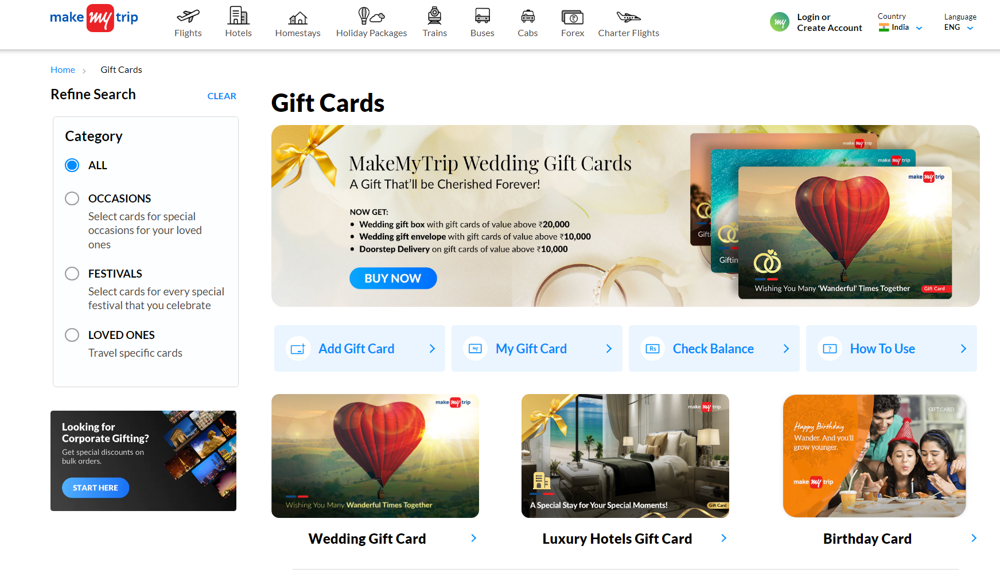 make my trip
Flights
Hotels
Homestays
Holiday Packages
Trains
Buses
Cabs
Forex
Charter Flights
my
Login or
Create Account
Country
India
Language
ENG
Home
Gift Cards
Refine Search
CLEAR
Category
ALL
OCCASIONS
Select cards for special
occasions for your loved
ones
FESTIVALS
Select cards for every special
festival that you celebrate
LOVED ONES
Travel specific cards
Looking for
Corporate Gifting?
Get special discounts on
bulk orders.
START HERE
Gift Cards
MakeMyTrip Wedding Gift Cards
A Gift That'll be Cherished Forever!
NOW GET:
• Wedding gift box with gift cards of value above ₹20,000
• Wedding gift envelope with gift cards of value above ₹10,000
• Doorstep Delivery on gift cards of value above ₹10,000
BUY NOW
make my trip
Gifti
make my trip
Giftin
make my trip
Wishing You Many 'Wanderful' Times Together
Gift Card
Add Gift Card
my
My Gift Card
Rs
Check Balance
?
How To Use
make my trip
Wishing You Many Wanderful Times Together
Wedding Gift Card
make my trip
A Special Stay for Your Special Moments!
Gift Card
Luxury Hotels Gift Card
GIFT CARD
Happy Birthday
Wander. And you'll
grow younger.
make my trip
Birthday Card